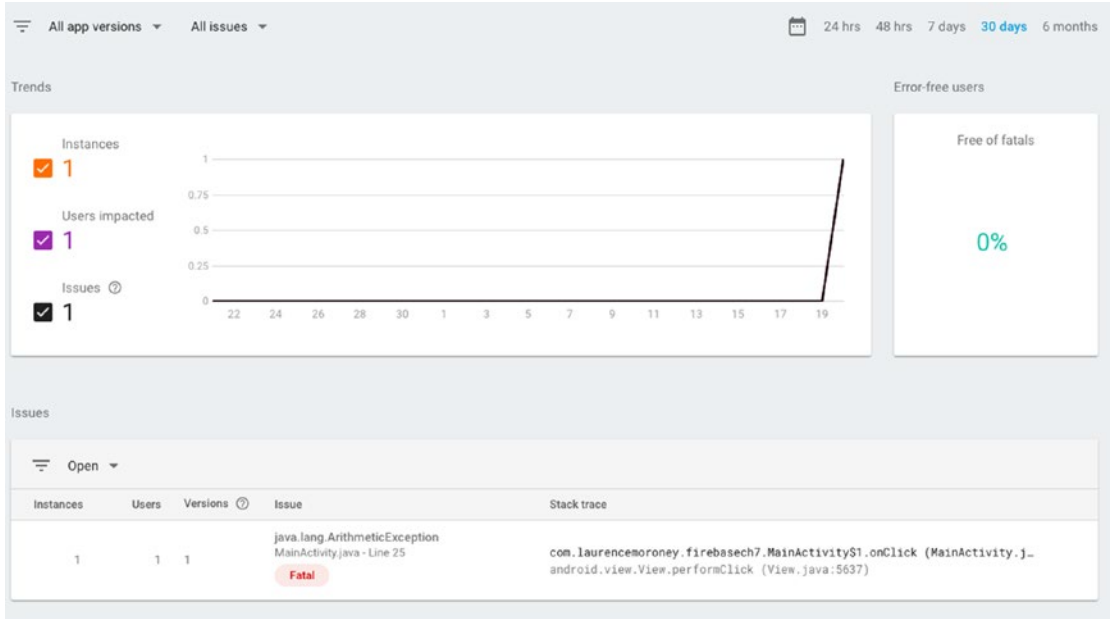 All app versions All issues 24 hrs 48 hrs 7 days 30 days 6 months
Trends Error-free users
Instances
1
Users impacted
1
Issues
1
1
0.75
0.5
0.25
0
22 24 26 28 30 1 3 5 7 9 11 13 15 17 19
Free of fatals
0%
Issues
Open
Instances Users Versions Issue Stack trace
1 1 1
java.lang.ArithmeticException
MainActivity.java - Line 25
Fatal
com.laurencemoroney.firebasech7.MainActivity$1.onClick (MainActivity.j…
android.view.View.performClick (View.java:5637)